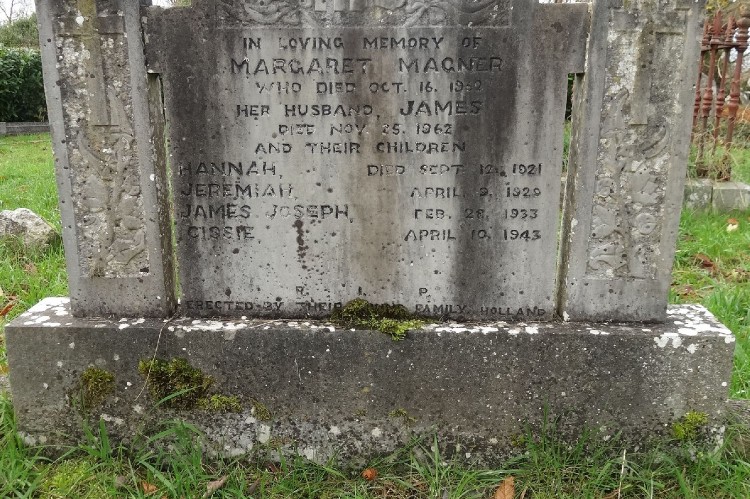 IN LOVING MEMORY OF
MARGARET MAGNER
WHO DIED OCT. 16.
HER HUSBAND, JAMES
DIED NOV. 25. 1962
AND THEIR CHILDREN
HANNAH, DIED SEPT. 12, 1921
JEREMIAH, APRIL 9, 1929
JAMES JOSEPH, FEB. 28, 1933
CISSIE, APRIL 10, 1943
R. I. P.
ERECTED BY THEIR FAMILY HOLLAND